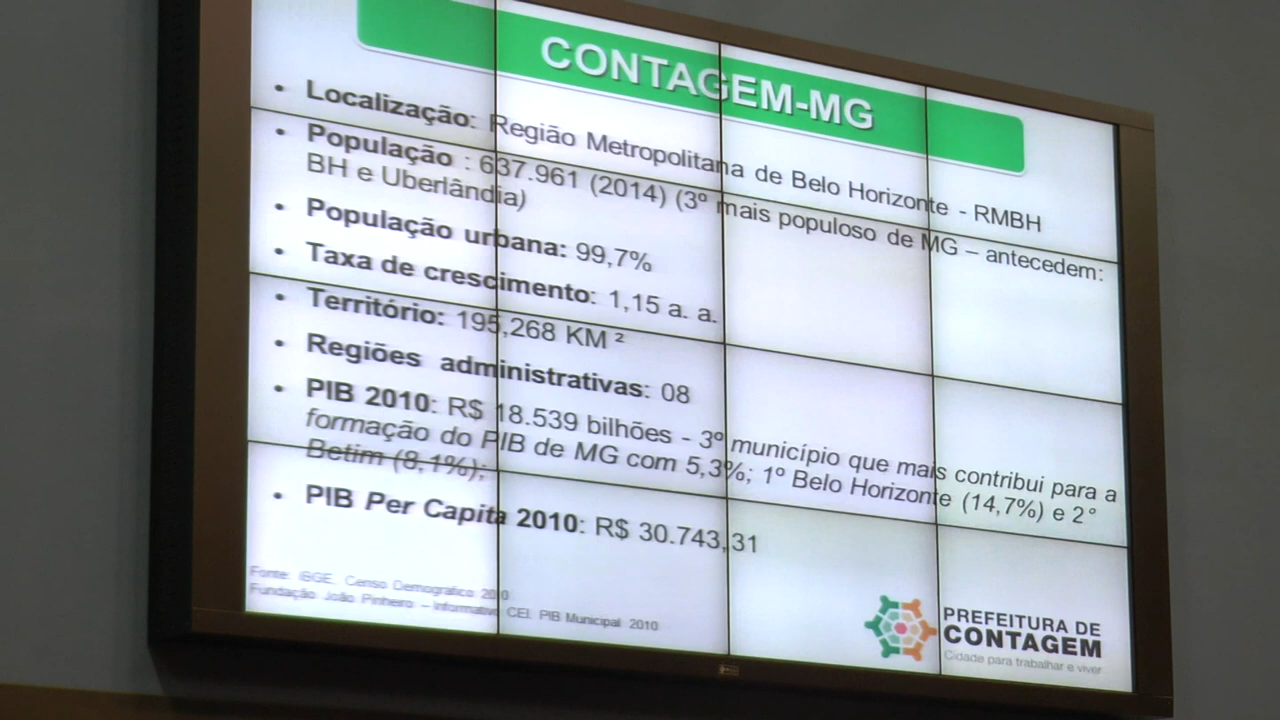 CONTAGEM-MG
• Localização: Região Metropolitana de Belo Horizonte - RMBH
• População : 637.961 (2014) (3º mais populoso de MG – antecedem:
BH e Uberlândia)
• População urbana: 99,7%
• Taxa de crescimento: 1,15 a. a.
• Território: 195,268 KM ²
• Regiões administrativas: 08
• PIB 2010: R$ 18.539 bilhões - 3º município que mais contribui para a
formação do PIB de MG com 5,3%; 1º Belo Horizonte (14,7%) e 2°
Betim (8,1%);
• PIB Per Capita 2010: R$ 30.743,31
Fonte: IBGE. Censo Demográfico 2010
Fundação João Pinheiro – Informativo CEI. PIB Municipal 2010
PREFEITURA DE
CONTAGEM
Cidade para trabalhar e viver